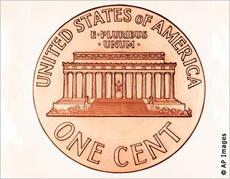 UNITED STATES OF AMERICA
E·PLURIBUS
·UNUM·
ONE CENT
© AP Images